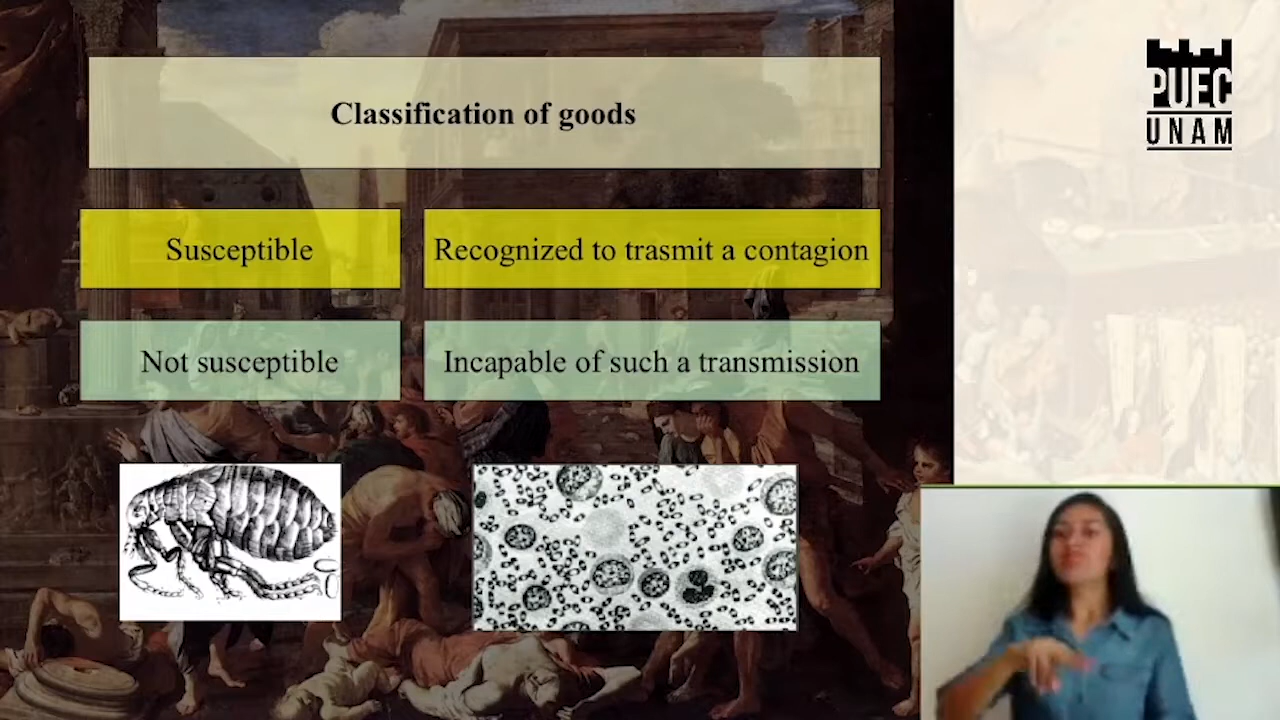 Classification of goods
Susceptible
Recognized to trasmit a contagion
Not susceptible
Incapable of such a transmission
PUEC
UNAM